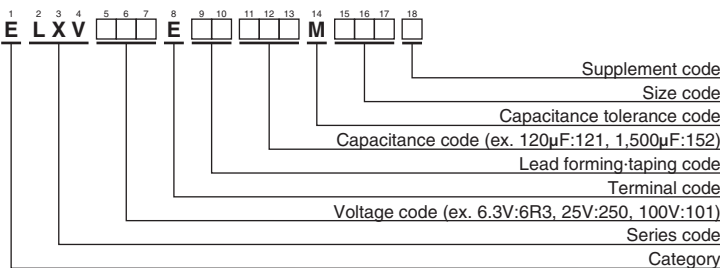 1 2 3 4 5 6 7 8 9 10 11 12 13 14 15 16 17 18
E L X V E M
Supplement code
Size code
Capacitance tolerance code
Capacitance code (ex. 120µF:121, 1,500µF:152)
Lead forming·taping code
Terminal code
Voltage code (ex. 6.3V:6R3, 25V:250, 100V:101)
Series code
Category